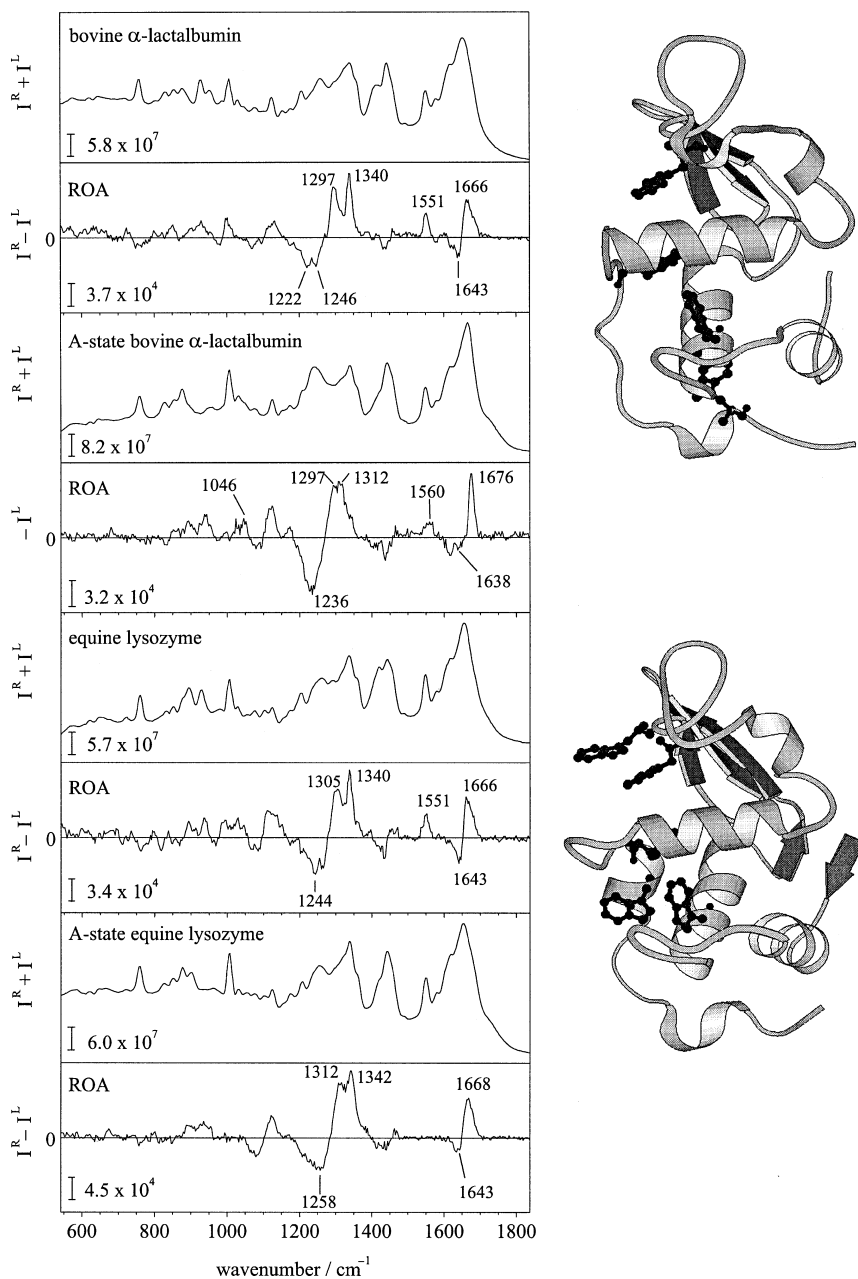 bovine α-lactalbumin
I^R + I^L
5.8 x 10^7
ROA
1297
1340
1551
1666
I^R − I^L
0
3.7 x 10^4
1222
1246
1643
A-state bovine α-lactalbumin
I^R + I^L
8.2 x 10^7
ROA
1046
1297
1312
1560
1676
− I^L
0
3.2 x 10^4
1236
1638
equine lysozyme
I^R + I^L
5.7 x 10^7
ROA
1305
1340
1551
1666
I^R − I^L
0
3.4 x 10^4
1244
1643
A-state equine lysozyme
I^R + I^L
6.0 x 10^7
ROA
1312
1342
1668
I^R − I^L
0
4.5 x 10^4
1258
1643
600 800 1000 1200 1400 1600 1800
wavenumber / cm^−1